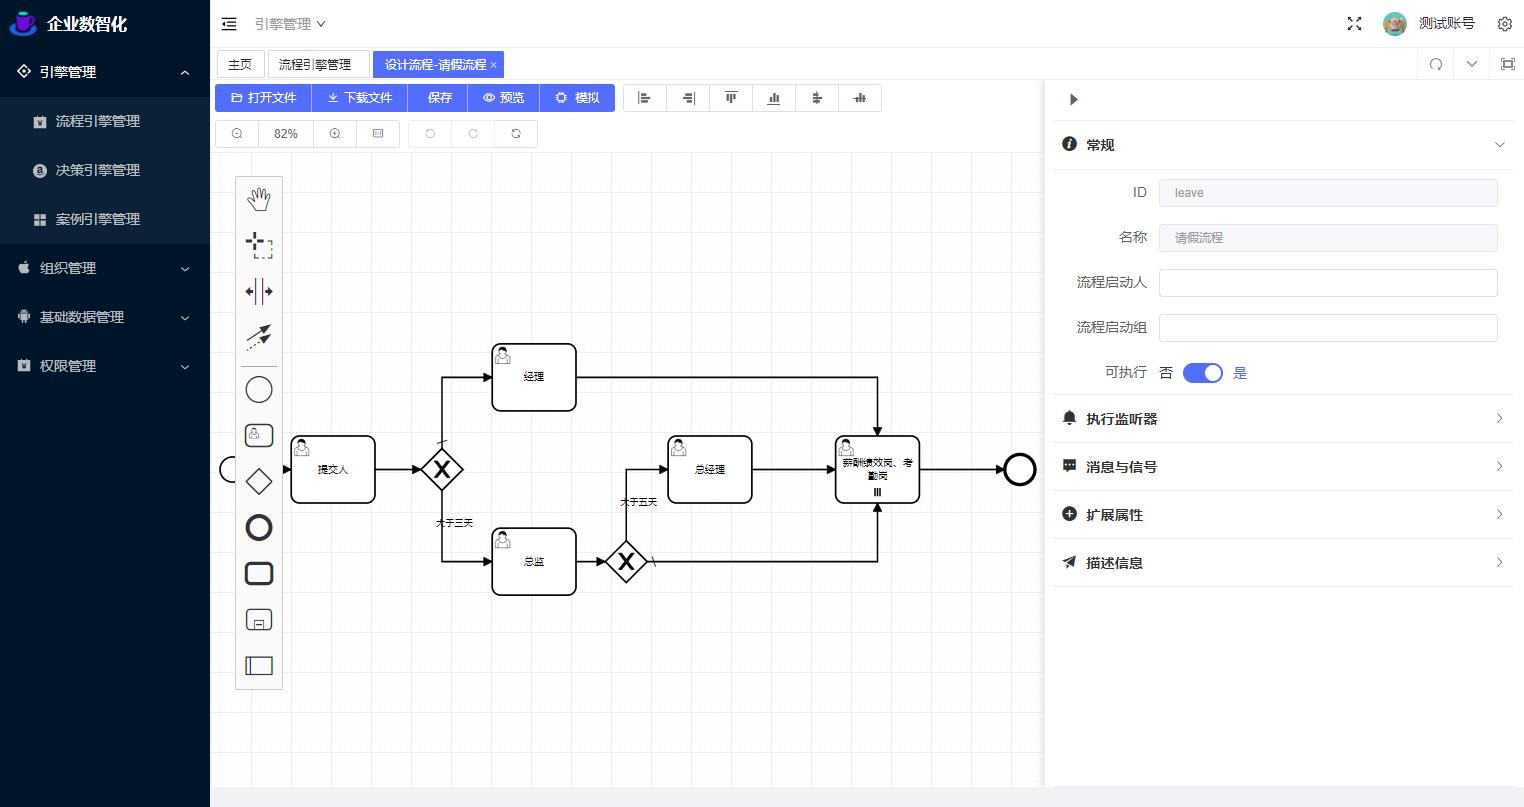 企业数智化
引擎管理
测试账号
引擎管理
流程引擎管理
决策引擎管理
案例引擎管理
组织管理
基础数据管理
权限管理
主页
流程引擎管理
设计流程-请假流程 ×
打开文件
下载文件
保存
预览
模拟
82%
经理
提交人
大于三天
总监
大于五天
总经理
薪酬绩效岗、考
勤岗
常规
ID
leave
名称
请假流程
流程启动人
流程启动组
可执行
否
是
执行监听器
消息与信号
扩展属性
描述信息